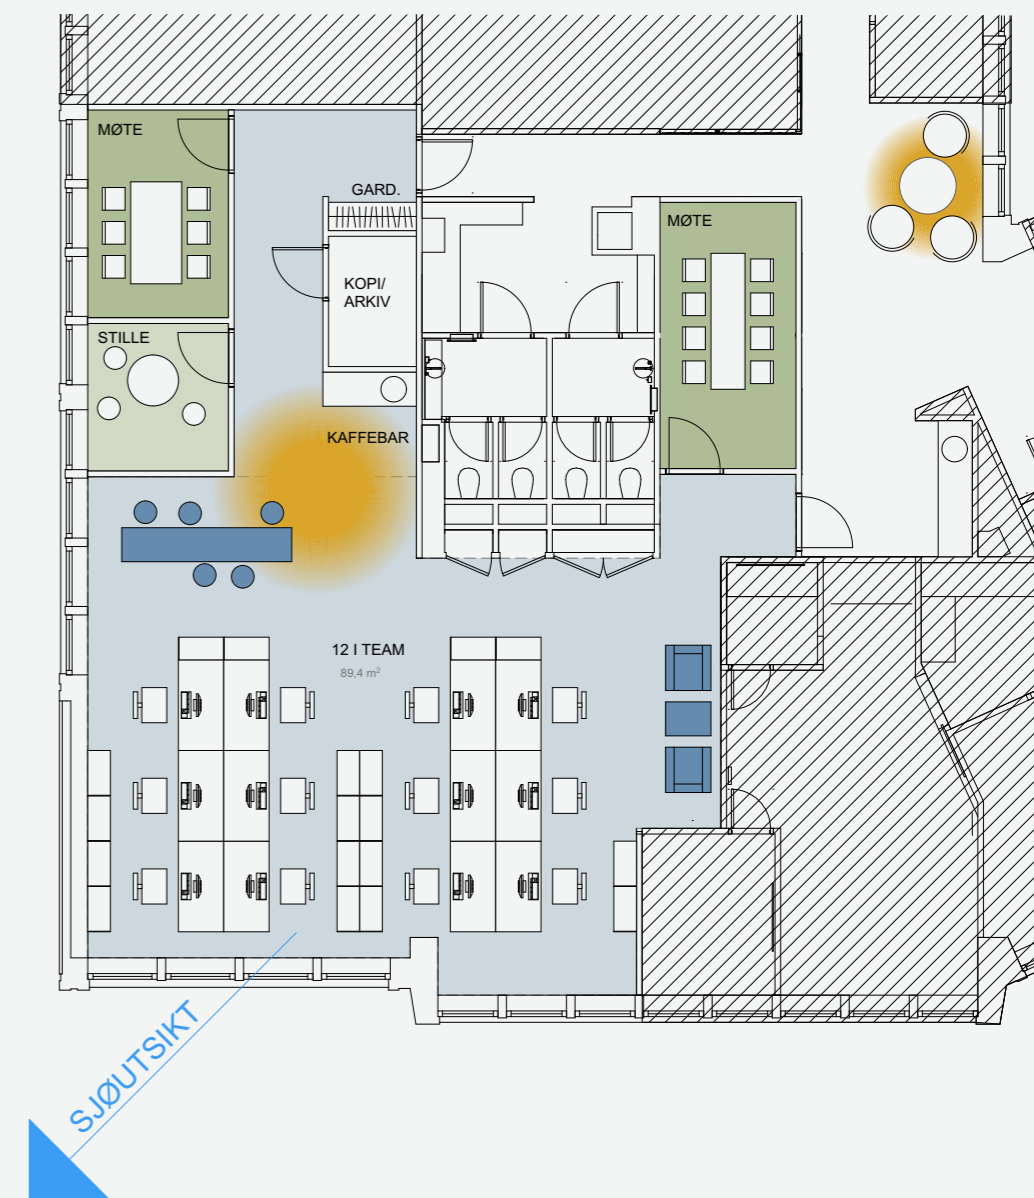 MØTE
GARD.
MØTE
KOPI/
ARKIV
STILLE
KAFFEBAR
12 I TEAM
89,4 m²
SJØUTSIKT